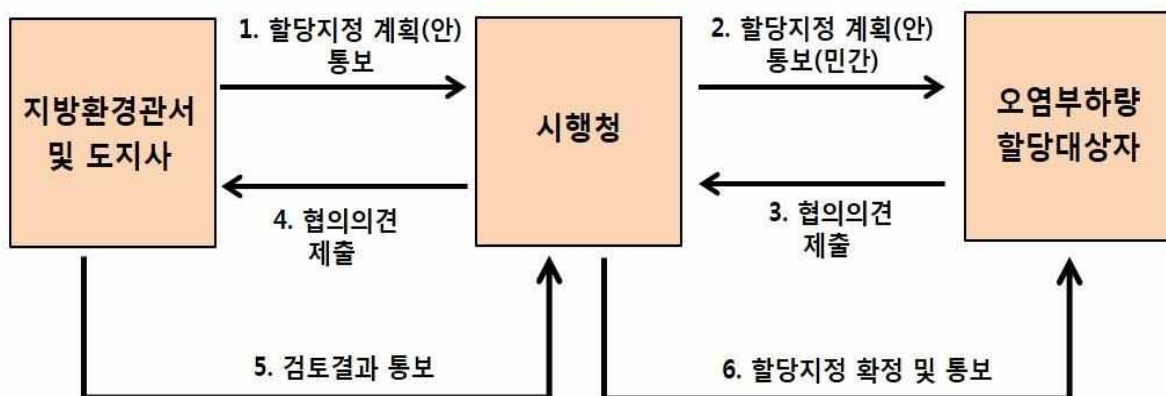 1. 할당지정 계획(안)
통보
2. 할당지정 계획(안)
통보(민간)
지방환경관서
및 도지사
시행청
오염부하량
할당대상자
4. 협의의견
제출
3. 협의의견
제출
5. 검토결과 통보
6. 할당지정 확정 및 통보